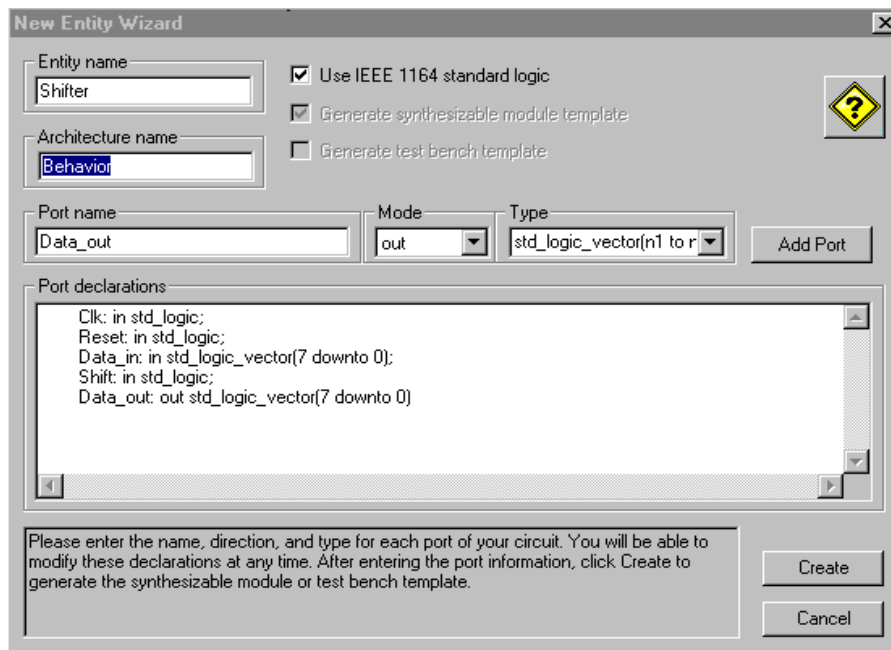 New Entity Wizard
Entity name
Shifter
Use IEEE 1164 standard logic
Generate synthesizable module template
Architecture name
Generate test bench template
Behavior
Port name
Mode
Type
Data_out
out
std_logic_vector(n1 to r
Add Port
Port declarations
Clk: in std_logic;
Reset: in std_logic;
Data_in: in std_logic_vector(7 downto 0);
Shift: in std_logic;
Data_out: out std_logic_vector(7 downto 0)
Please enter the name, direction, and type for each port of your circuit. You will be able to
modify these declarations at any time. After entering the port information, click Create to
generate the synthesizable module or test bench template.
Create
Cancel